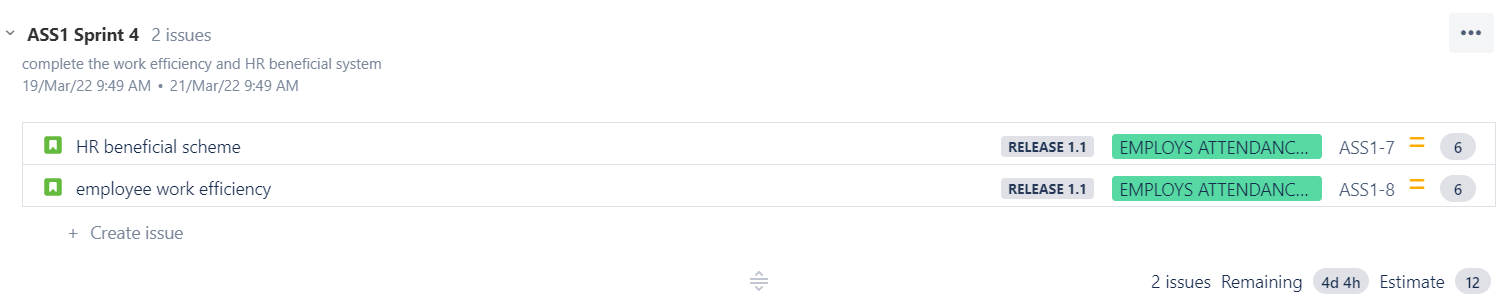 ASS1 Sprint 4 2 issues
complete the work efficiency and HR beneficial system
19/Mar/22 9:49 AM • 21/Mar/22 9:49 AM
HR beneficial scheme RELEASE 1.1 EMPLOYS ATTENDANC... ASS1-7 6
employee work efficiency RELEASE 1.1 EMPLOYS ATTENDANC... ASS1-8 6
+ Create issue
2 issues Remaining 4d 4h Estimate 12